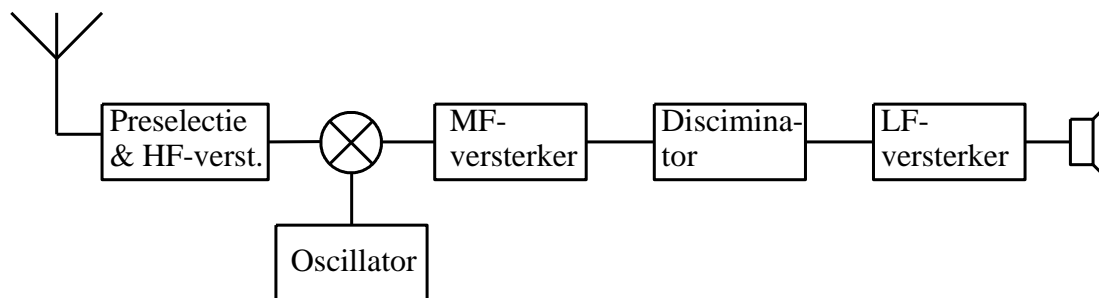 Preselectie
& HF-verst.
MF-
versterker
Discimina-
tor
LF-
versterker
Oscillator